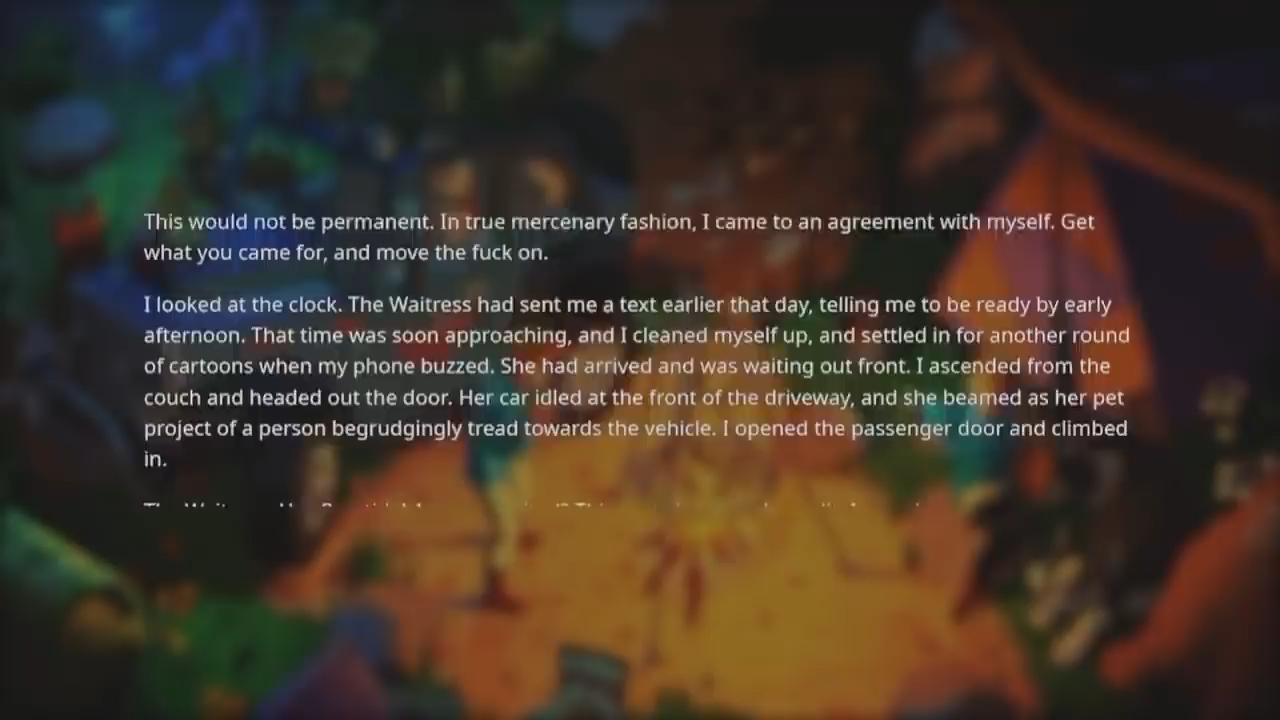 This would not be permanent. In true mercenary fashion, I came to an agreement with myself. Get
what you came for, and move the fuck on.
I looked at the clock. The Waitress had sent me a text earlier that day, telling me to be ready by early
afternoon. That time was soon approaching, and I cleaned myself up, and settled in for another round
of cartoons when my phone buzzed. She had arrived and was waiting out front. I ascended from the
couch and headed out the door. Her car idled at the front of the driveway, and she beamed as her pet
project of a person begrudgingly tread towards the vehicle. I opened the passenger door and climbed
in.